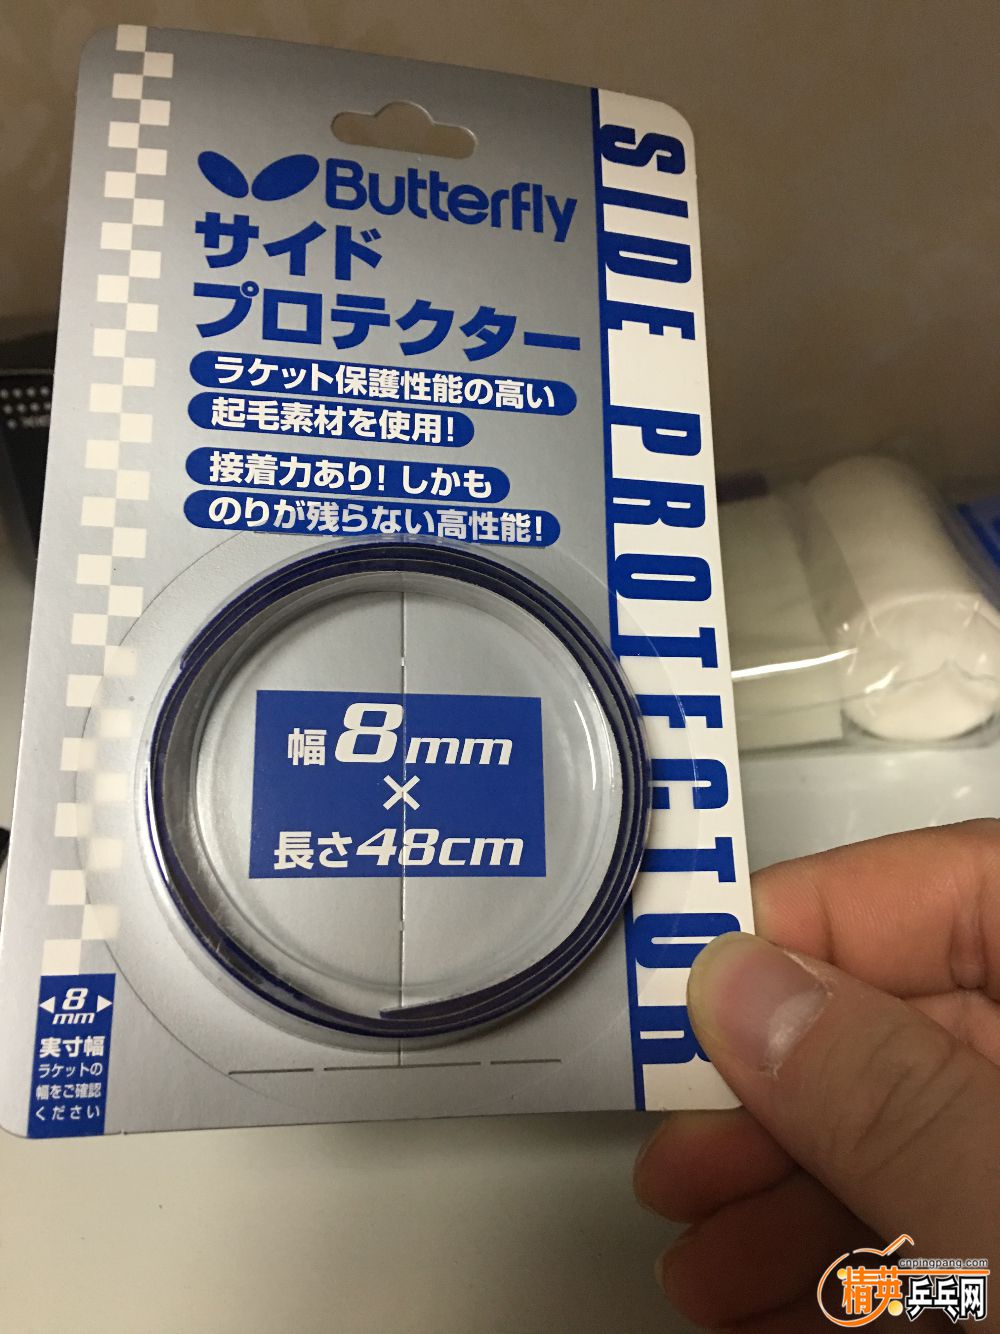 Butterfly
サイド
プロテクター
ラケット保護性能の高い
起毛素材を使用!
接着力あり! しかも
のりが残らない高性能!
幅8mm
×
長さ48cm
SIDE PROTECTOR
8
mm
実寸幅
ラケットの
幅をご確認
ください
cnpingpang.com
精英乒乓网